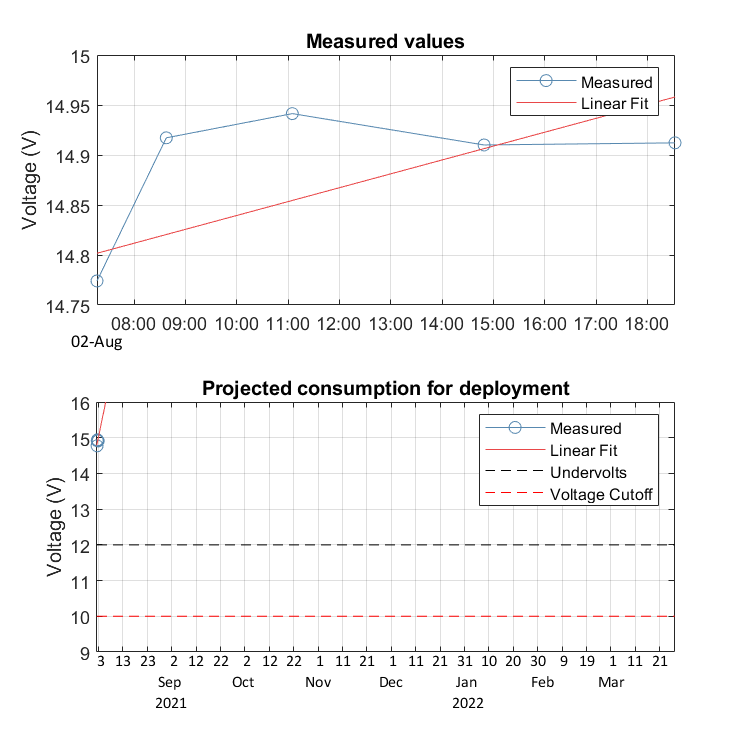 Measured values
15
14.95
14.9
14.85
14.8
14.75
Voltage (V)
Measured
Linear Fit
08:00 09:00 10:00 11:00 12:00 13:00 14:00 15:00 16:00 17:00 18:00
02-Aug
Projected consumption for deployment
16
15
14
13
12
11
10
9
Voltage (V)
Measured
Linear Fit
Undervolts
Voltage Cutoff
3 13 23 2 12 22 2 12 22 1 11 21 1 11 21 31 10 20 30 9 19 1 11 21
Sep Oct Nov Dec Jan Feb Mar
2021 2022